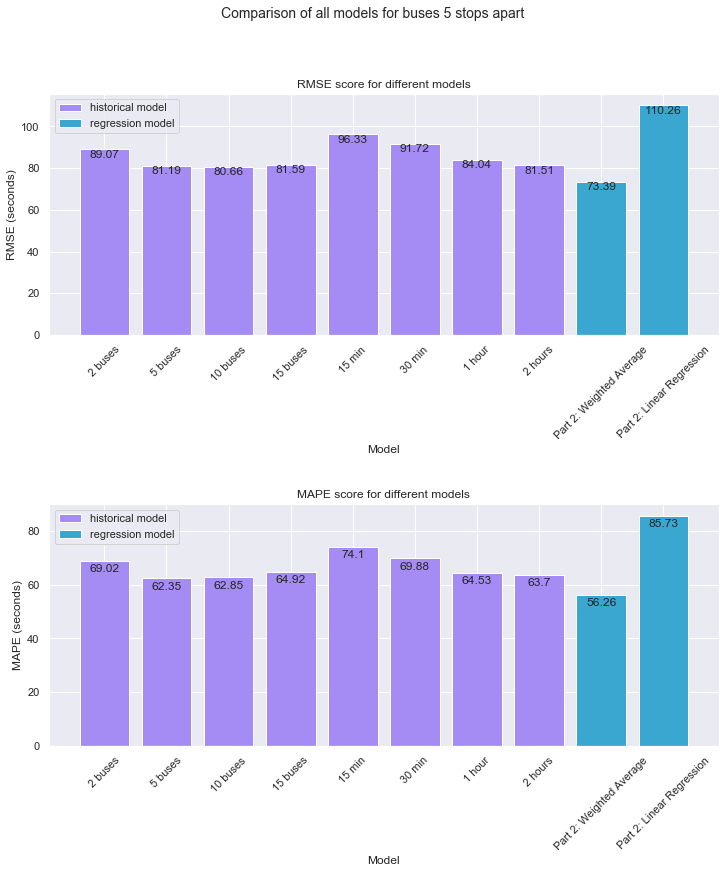 Comparison of all models for buses 5 stops apart
RMSE score for different models
historical model
regression model
RMSE (seconds)
100
80
60
40
20
0
89.07
81.19
80.66
81.59
96.33
91.72
84.04
81.51
73.39
110.26
2 buses
5 buses
10 buses
15 buses
15 min
30 min
1 hour
2 hours
Part 2: Weighted Average
Part 2: Linear Regression
Model
MAPE score for different models
historical model
regression model
MAPE (seconds)
80
60
40
20
0
69.02
62.35
62.85
64.92
74.1
69.88
64.53
63.7
56.26
85.73
2 buses
5 buses
10 buses
15 buses
15 min
30 min
1 hour
2 hours
Part 2: Weighted Average
Part 2: Linear Regression
Model